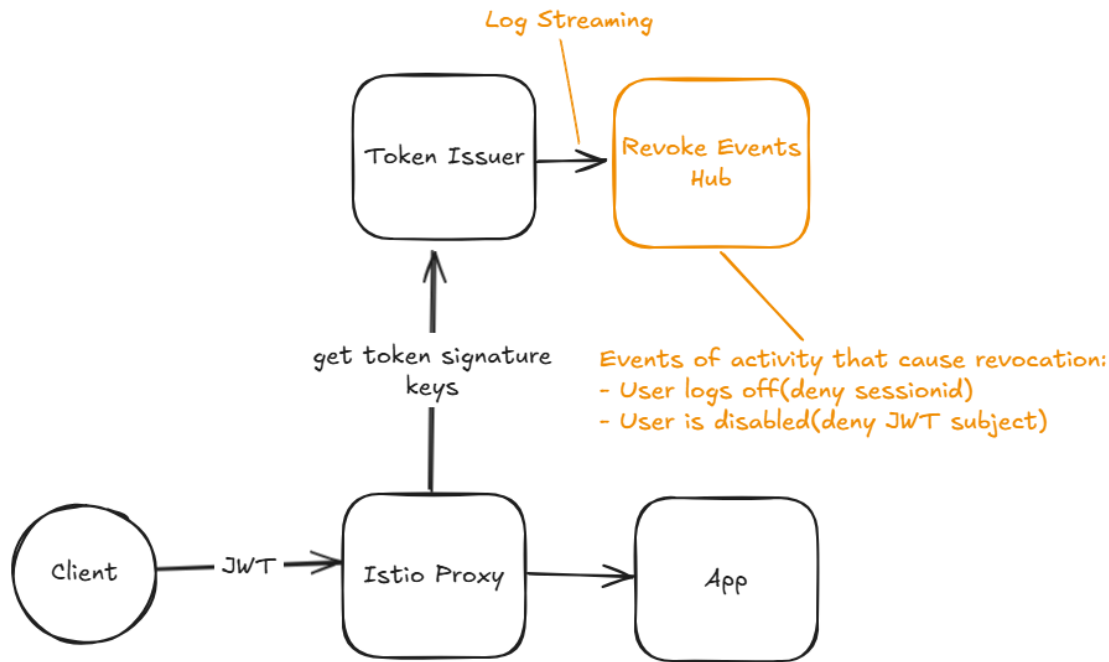 Log Streaming
Token Issuer
Revoke Events
Hub
get token signature
keys
Events of activity that cause revocation:
- User logs off(deny sessionid)
- User is disabled(deny JWT subject)
Client
JWT
Istio Proxy
App